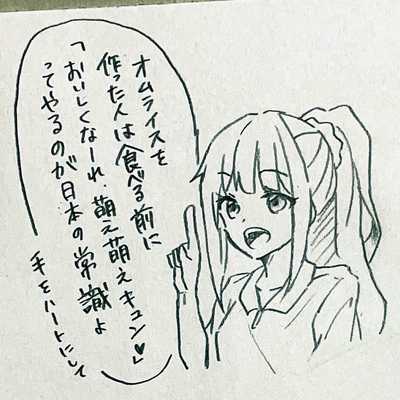 オムライスを
作った人は食べる前に
「おいしくなーれ、萌え萌えキュン♡」
ってやるのが日本の常識よ
手をハートにして